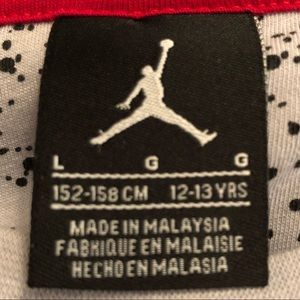 L G G
152-158 CM 12-13 YRS
MADE IN MALAYSIA
FABRIQUE EN MALAISIE
HECHO EN MALASIA